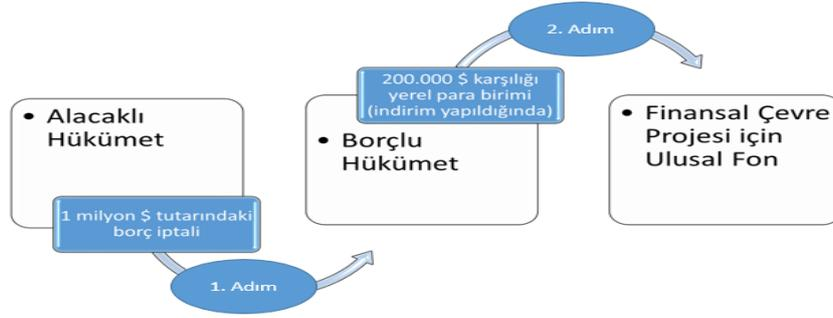 2. Adım
200.000 $ karşılığı
yerel para birimi
(indirim yapıldığında)
• Alacaklı
Hükümet
• Borçlu
Hükümet
• Finansal Çevre
Projesi için
Ulusal Fon
1 milyon $ tutarındaki
borç iptali
1. Adım